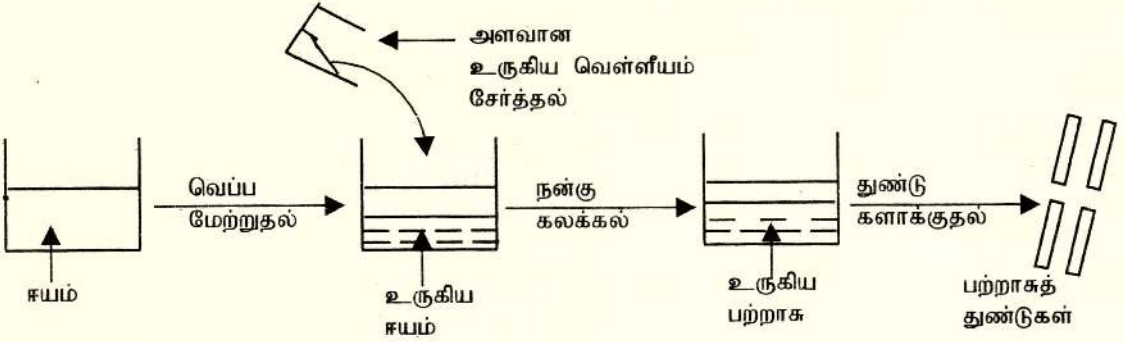 அளவான
உருகிய வெள்ளீயம்
சேர்த்தல்
வெப்ப
மேற்றுதல்
நன்கு
கலக்கல்
துண்டு
களாக்குதல்
ஈயம்
உருகிய
ஈயம்
உருகிய
பற்றாசு
பற்றாசுத்
துண்டுகள்